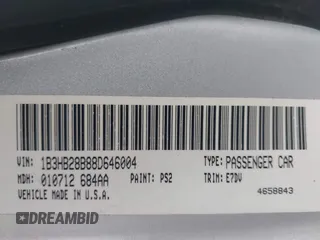 VIN: 1B3HB28B88D646004 TYPE: PASSENGER CAR
MDH: 010712 684AA PAINT: PS2 TRIM: E7DV
VEHICLE MADE IN U.S.A. 4658843
DREAMBID